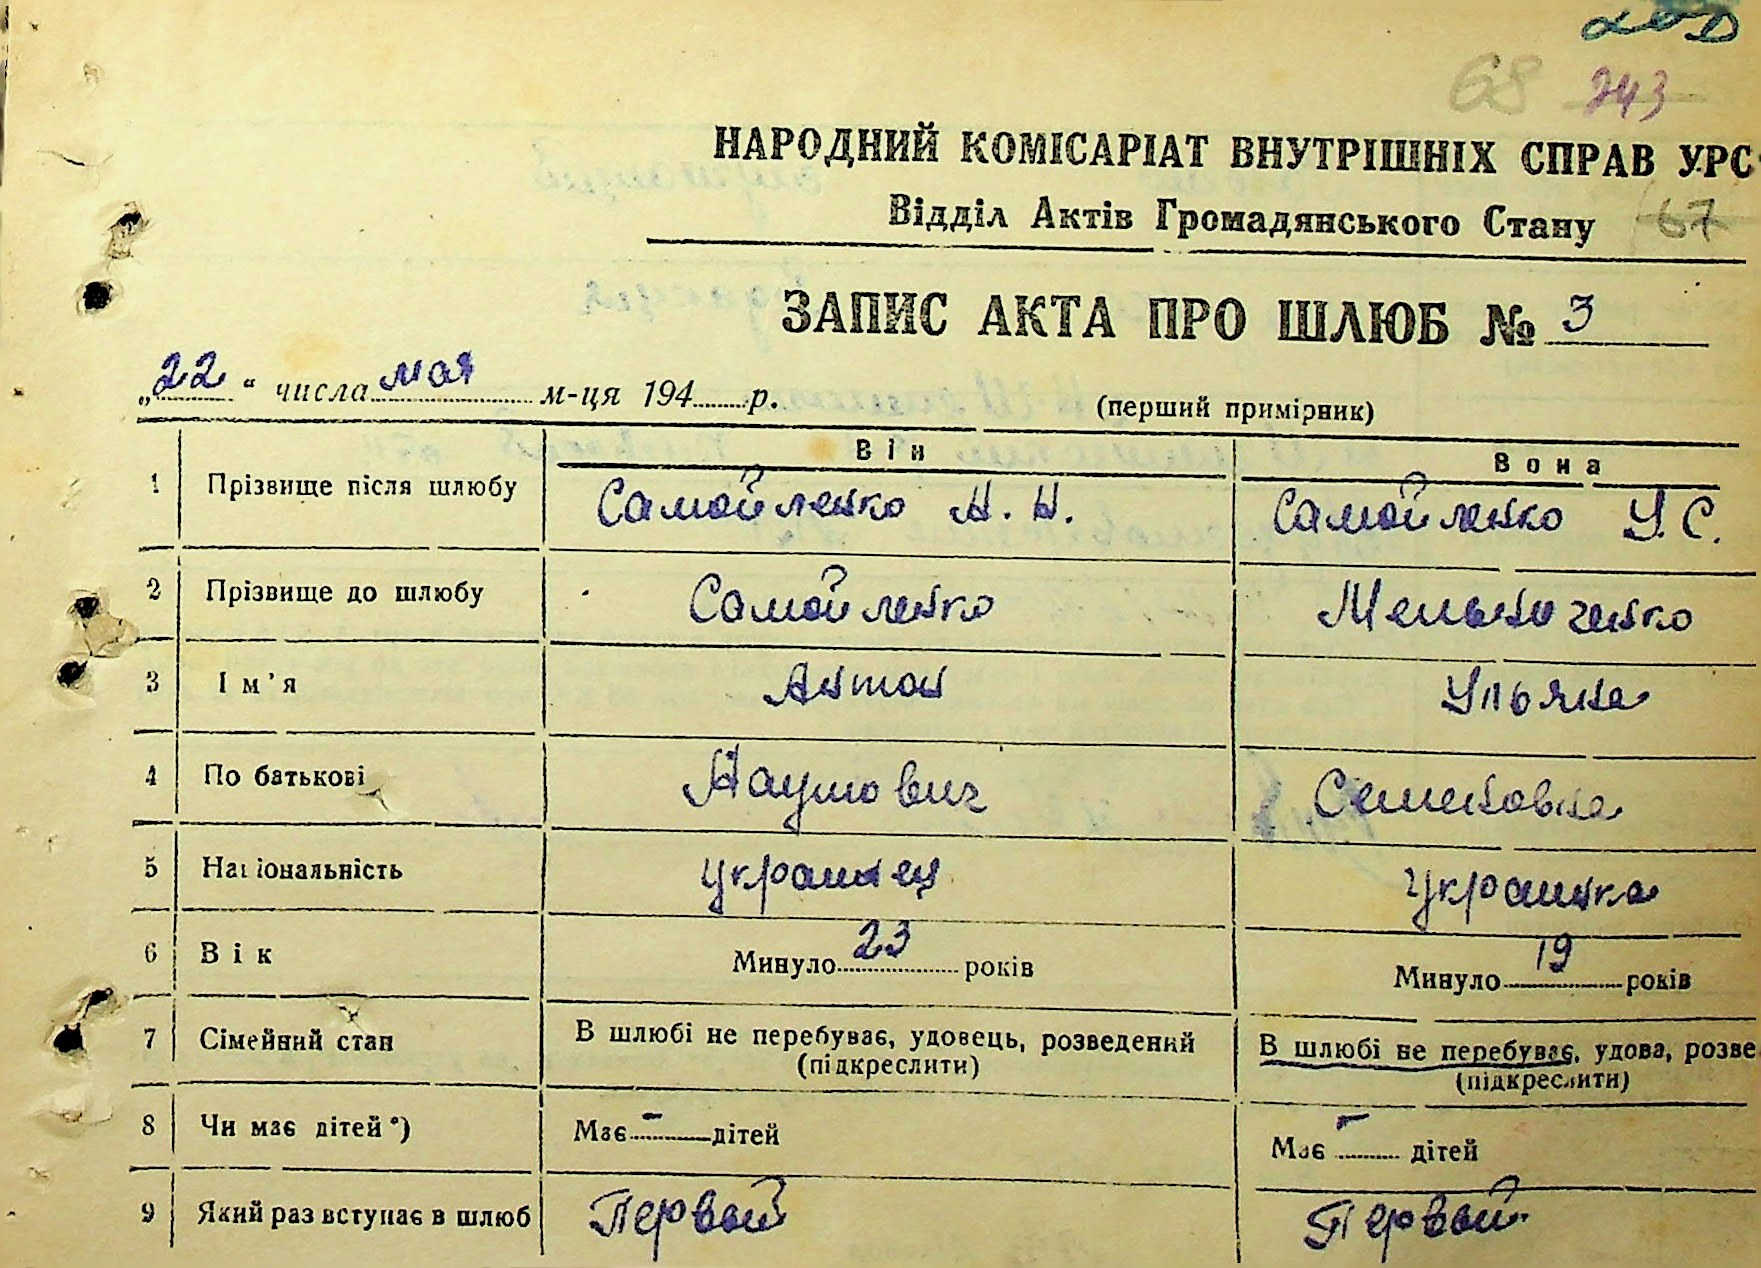 68 243
НАРОДНИЙ КОМІСАРІАТ ВНУТРІШНІХ СПРАВ УРС
Відділ Актів Громадянського Стану 67
ЗАПИС АКТА ПРО ШЛЮБ № 3
„22“ числа мая м-ця 194 р. (перший примірник)
Він Вона
1 Прізвище після шлюбу Самойленко А. Н. Самойленко У. С.
2 Прізвище до шлюбу Самойленко Мельниченко
3 Ім’я Антон Ульяна
4 По батькові Наумович Семеновна
5 Національність украинец украинка
6 Вік Минуло 23 років Минуло 19 років
7 Сімейний стан В шлюбі не перебуває, удовець, розведений В шлюбі не перебуває, удова, розве
(підкреслити) (підкреслити)
8 Чи має дітей*) Має – дітей Має – дітей
9 Який раз вступає в шлюб Первый Первый